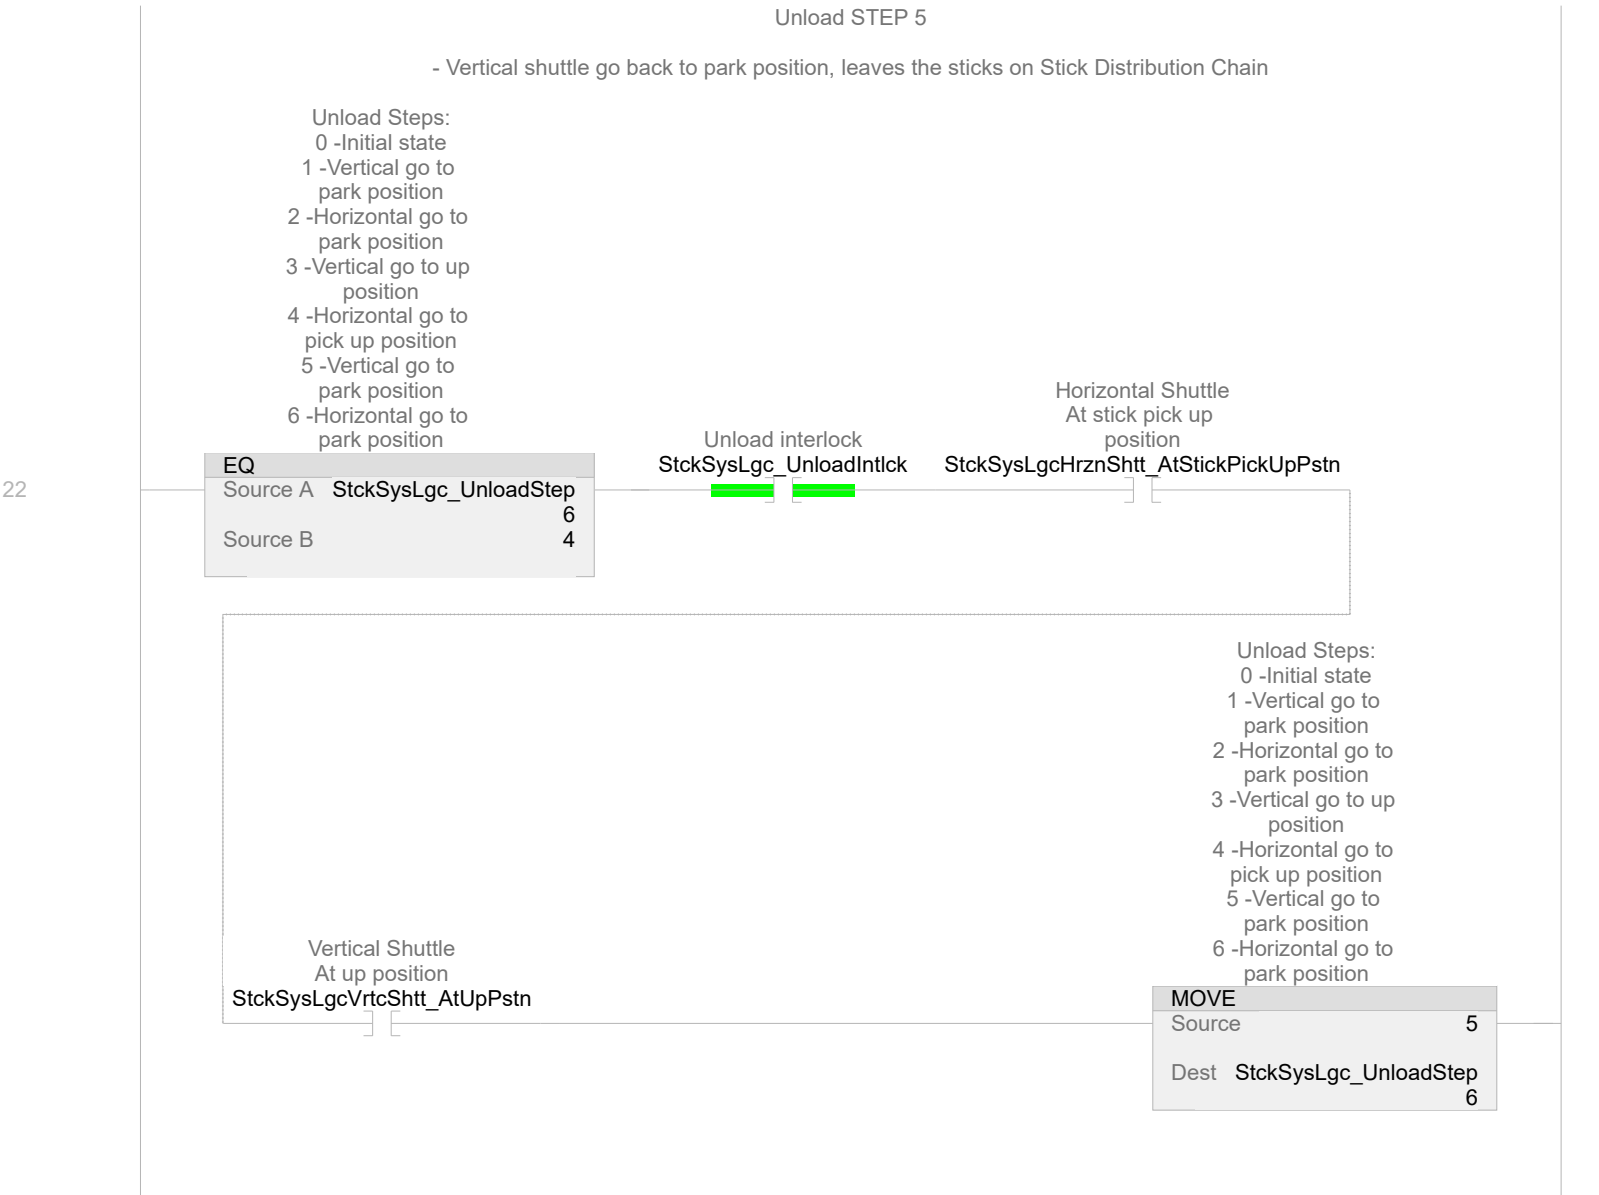 Unload STEP 5
- Vertical shuttle go back to park position, leaves the sticks on Stick Distribution Chain
Unload Steps:
0 -Initial state
1 -Vertical go to
park position
2 -Horizontal go to
park position
3 -Vertical go to up
position
4 -Horizontal go to
pick up position
5 -Vertical go to
park position
6 -Horizontal go to
park position
Horizontal Shuttle
At stick pick up
position
Unload interlock
StckSysLgc_UnloadIntlck
StckSysLgcHrznShtt_AtStickPickUpPstn
22
EQ
Source A StckSysLgc_UnloadStep
6
Source B 4
Unload Steps:
0 -Initial state
1 -Vertical go to
park position
2 -Horizontal go to
park position
3 -Vertical go to up
position
4 -Horizontal go to
pick up position
5 -Vertical go to
park position
6 -Horizontal go to
park position
Vertical Shuttle
At up position
StckSysLgcVrtcShtt_AtUpPstn
MOVE
Source 5
Dest StckSysLgc_UnloadStep
6